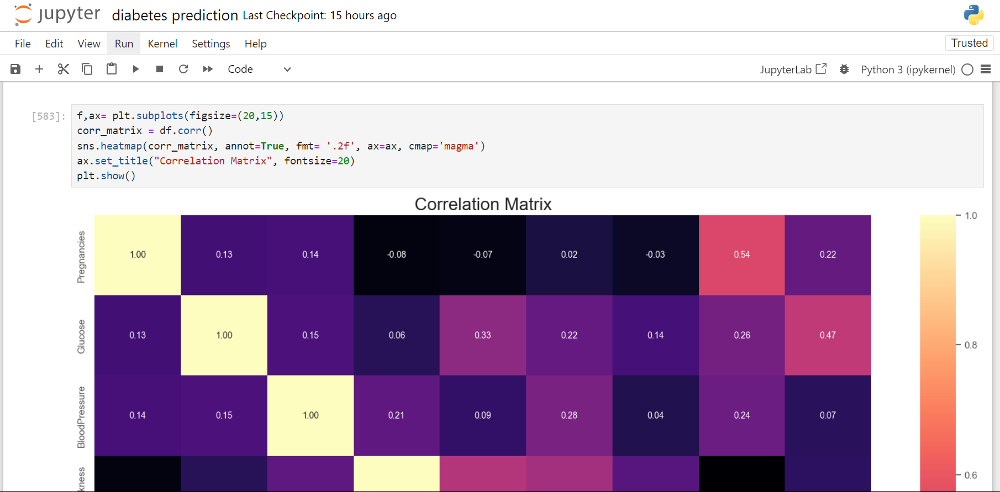 jupyter diabetes prediction Last Checkpoint: 15 hours ago
File Edit View Run Kernel Settings Help Trusted
Code JupyterLab Python 3 (ipykernel)
[583]: f,ax= plt.subplots(figsize=(20,15))
corr_matrix = df.corr()
sns.heatmap(corr_matrix, annot=True, fmt= '.2f', ax=ax, cmap='magma')
ax.set_title("Correlation Matrix", fontsize=20)
plt.show()
Correlation Matrix
Pregnancies 1.00 0.13 0.14 -0.08 -0.07 0.02 -0.03 0.54 0.22
Glucose 0.13 1.00 0.15 0.06 0.33 0.22 0.14 0.26 0.47
BloodPressure 0.14 0.15 1.00 0.21 0.09 0.28 0.04 0.24 0.07
kness
1.0
0.8
0.6